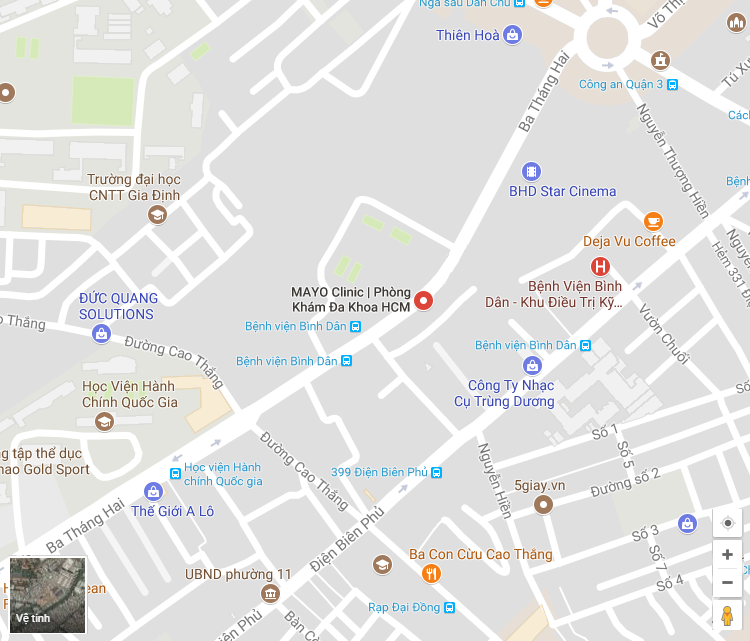 Ngã sáu Dân Chủ
Thiên Hoà
Võ Thị
Công an Quận 3
Tú Xư
Các
Ba Tháng Hai
Nguyễn Thượng Hiền
Trường đại học
CNTT Gia Định
BHD Star Cinema
Bệnh
Deja Vu Coffee
Nguyễn
Hẻm 331
Bệnh Viện Bình
Dân - Khu Điều Trị Kỹ...
MAYO Clinic | Phòng
Khám Đa Khoa HCM
ĐỨC QUANG
SOLUTIONS
Bệnh viện Bình Dân
Vườn Chuối
Cao Thắng
Đường Cao Thắng
Bệnh viện Bình Dân
Bệnh viện Bình Dân
Công Ty Nhạc
Cụ Trùng Dương
Học Viện Hành
Chính Quốc Gia
Số 1
Số 5
g tập thể dục
hao Gold Sport
Học viện Hành
chính Quốc gia
Đường Cao Thắng
399 Điện Biên Phủ
Nguyễn Hiền
5giay.vn
Đường số 2
Thế Giới A Lô
Ba Tháng Hai
Điện Biên Phủ
Số 3
Số 7
Số 4
Ba Con Cừu Cao Thắng
UBND phường 11
Rạp Đại Đồng
ean
Vệ tinh
Biên Phủ
Bàn Cờ